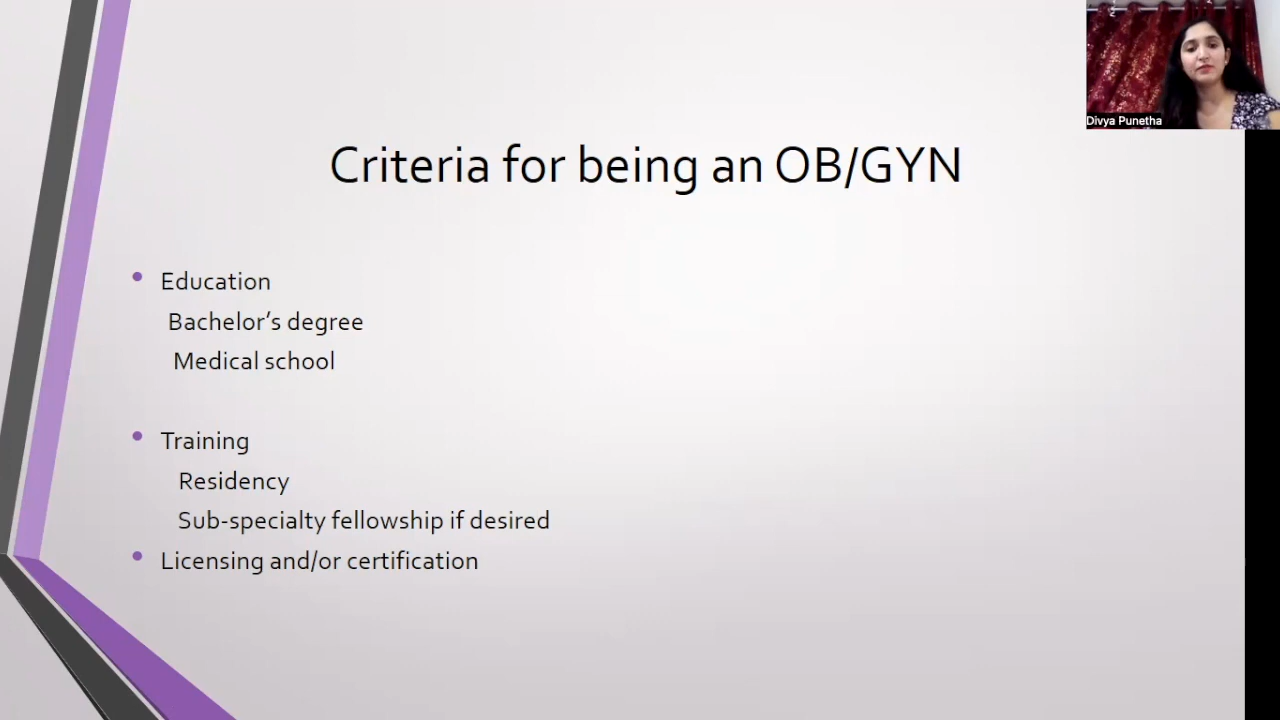 Divya Punetha
Criteria for being an OB/GYN
• Education
Bachelor's degree
Medical school
• Training
Residency
Sub-specialty fellowship if desired
• Licensing and/or certification